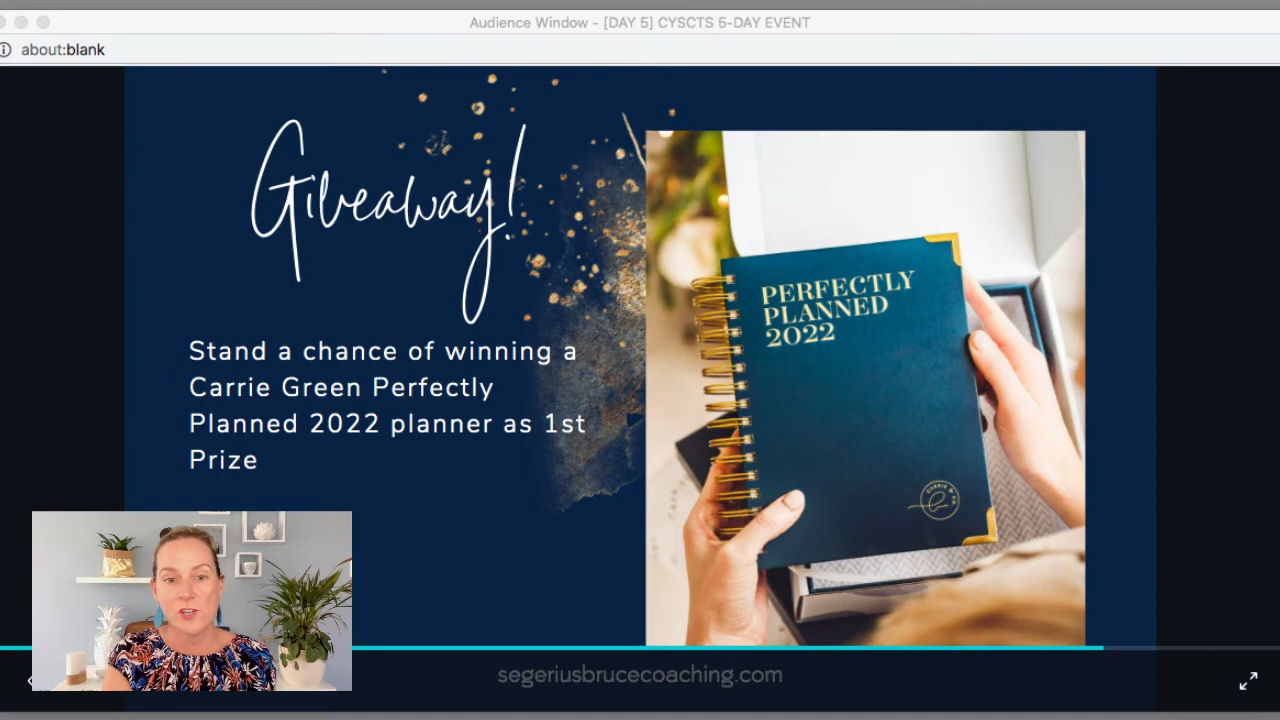 Audience Window - [DAY 5] CYSCTS 5-DAY EVENT
about:blank
Giveaway!
Stand a chance of winning a
Carrie Green Perfectly
Planned 2022 planner as 1st
Prize
PERFECTLY
PLANNED
2022
segeriusbrucecoaching.com